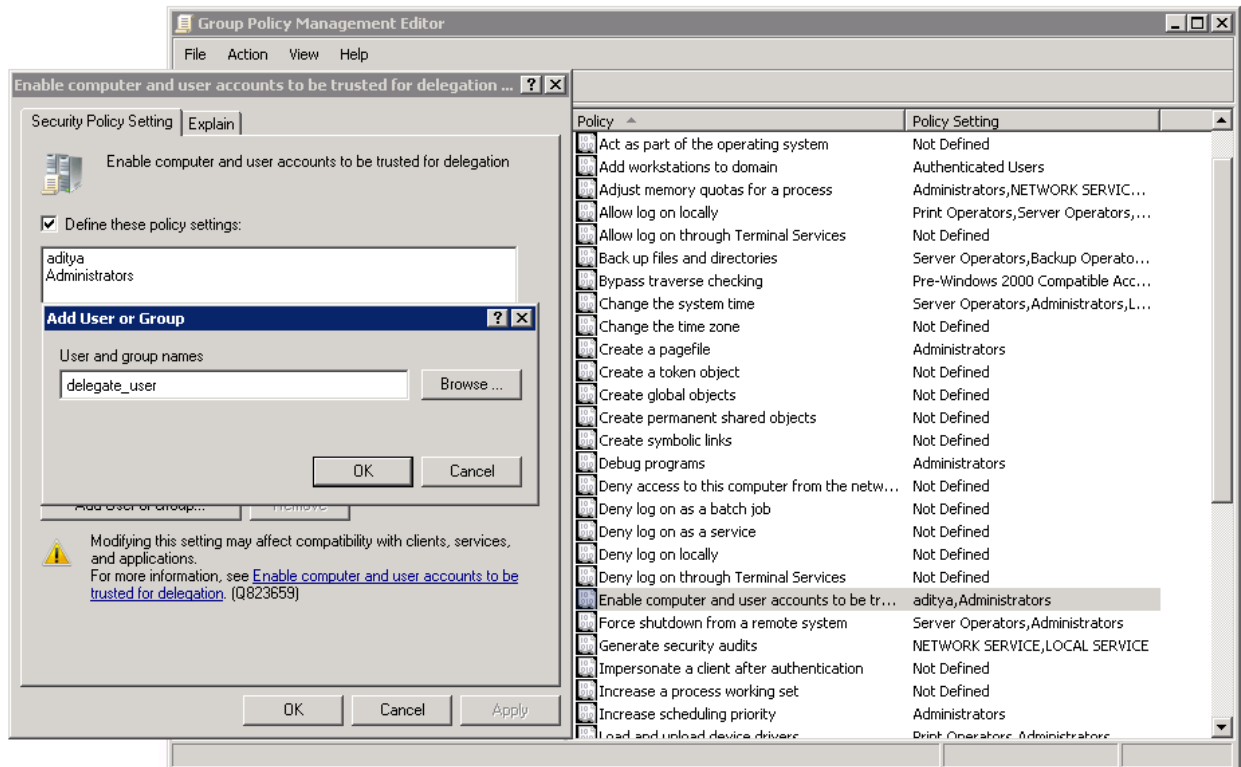 Group Policy Management Editor
File Action View Help
Enable computer and user accounts to be trusted for delegation ...
Security Policy Setting Explain
Enable computer and user accounts to be trusted for delegation
Define these policy settings:
aditya
Administrators
Add User or Group
User and group names
delegate_user Browse ...
OK Cancel
Add User or Group... Remove
Modifying this setting may affect compatibility with clients, services,
and applications.
For more information, see Enable computer and user accounts to be
trusted for delegation. (Q823659)
OK Cancel Apply
Policy Policy Setting
Act as part of the operating system Not Defined
Add workstations to domain Authenticated Users
Adjust memory quotas for a process Administrators,NETWORK SERVIC...
Allow log on locally Print Operators,Server Operators,...
Allow log on through Terminal Services Not Defined
Back up files and directories Server Operators,Backup Operato...
Bypass traverse checking Pre-Windows 2000 Compatible Acc...
Change the system time Server Operators,Administrators,L...
Change the time zone Not Defined
Create a pagefile Administrators
Create a token object Not Defined
Create global objects Not Defined
Create permanent shared objects Not Defined
Create symbolic links Not Defined
Debug programs Administrators
Deny access to this computer from the netw... Not Defined
Deny log on as a batch job Not Defined
Deny log on as a service Not Defined
Deny log on locally Not Defined
Deny log on through Terminal Services Not Defined
Enable computer and user accounts to be tr... aditya,Administrators
Force shutdown from a remote system Server Operators,Administrators
Generate security audits NETWORK SERVICE,LOCAL SERVICE
Impersonate a client after authentication Not Defined
Increase a process working set Not Defined
Increase scheduling priority Administrators
Load and unload device drivers Print Operators,Administrators